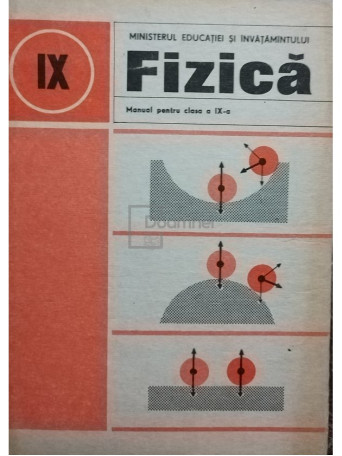 MINISTERUL EDUCAȚIEI ȘI ÎNVĂȚĂMÎNTULUI
IX
Fizică
Manual pentru clasa a IX-a